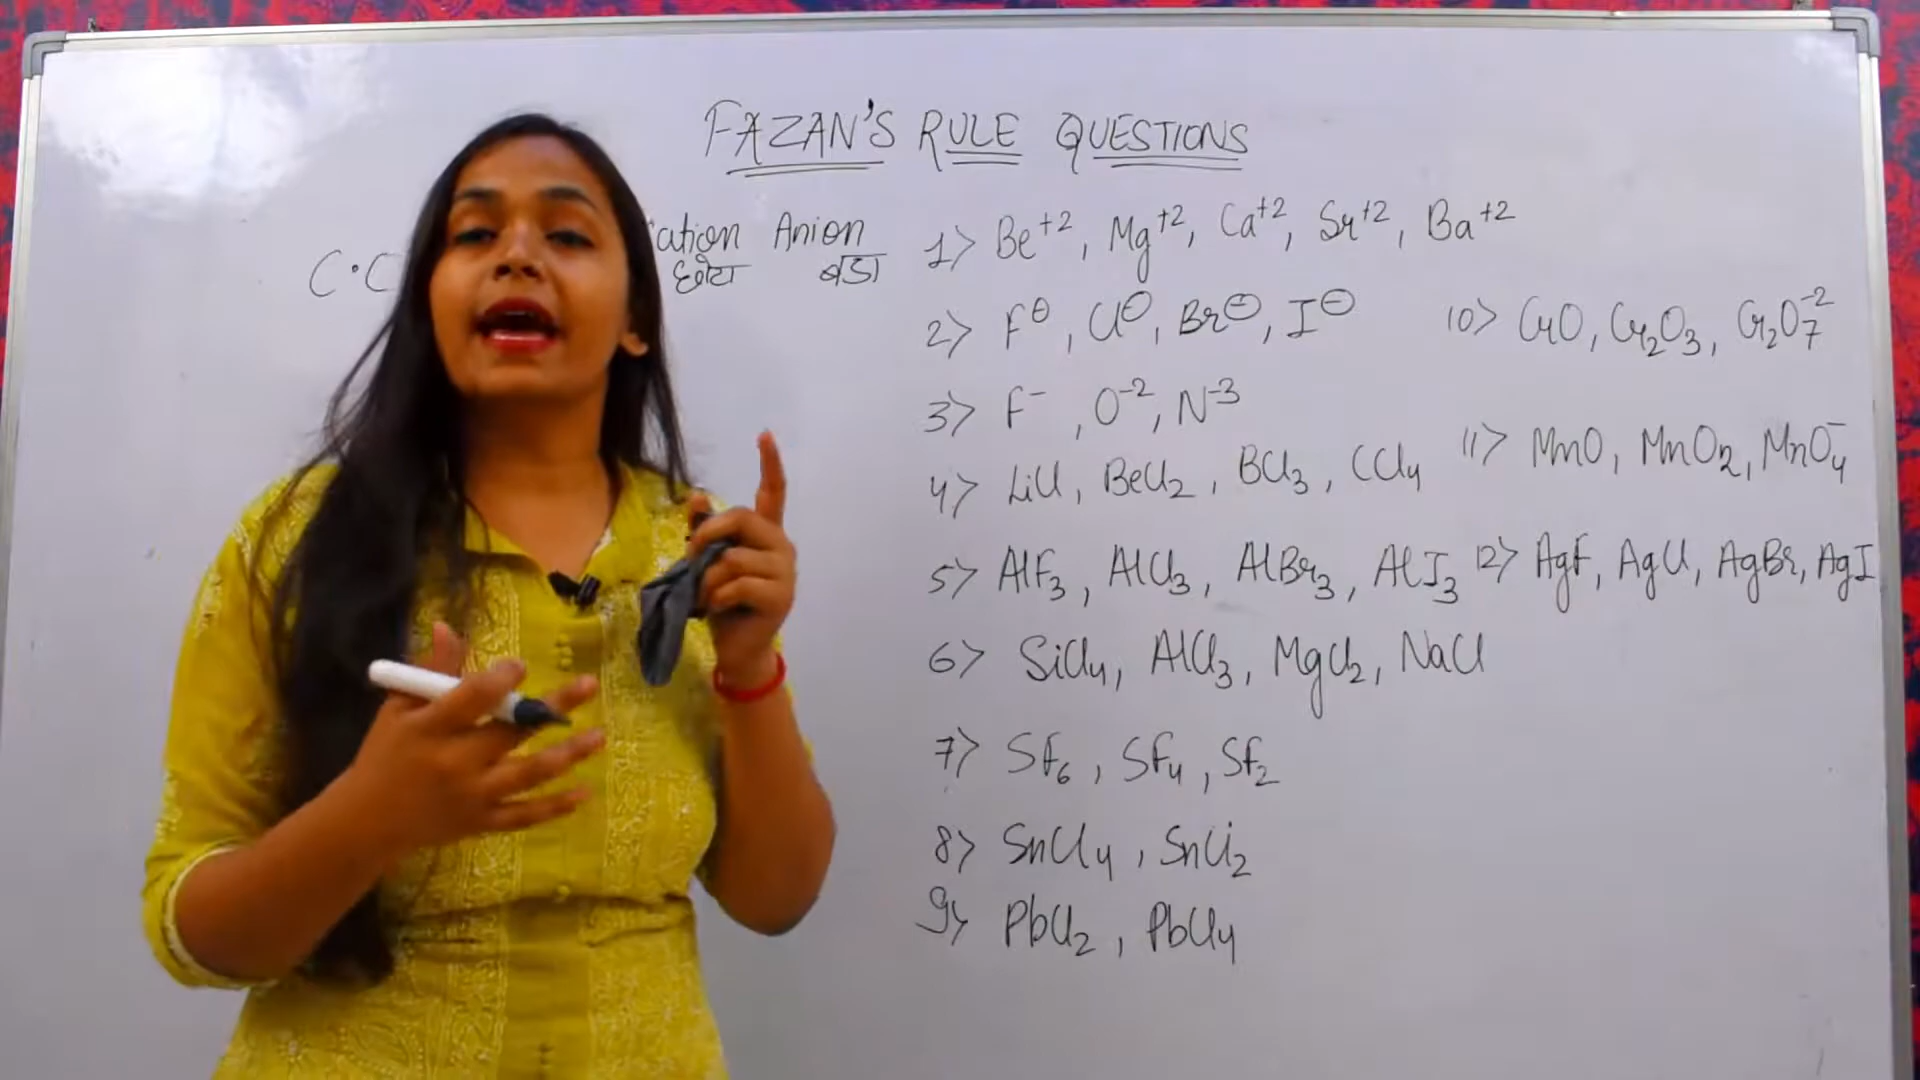 FAZAN'S RULE QUESTIONS
C.C
ation Anion
छोटा बड़ा
1> Be+2, Mg+2, Ca+2, Sr+2, Ba+2
2> F⊖, Cl⊖, Br⊖, I⊖
3> F-, O-2, N-3
4> LiCl, BeCl2, BCl3, CCl4
5> AlF3, AlCl3, AlBr3, AlI3
6> SiCl4, AlCl3, MgCl2, NaCl
7> SF6, SF4, SF2
8> SnCl4, SnCl2
9> PbCl2, PbCl4
10> CrO, Cr2O3, Cr2O7-2
11> MnO, MnO2, MnO4-
12> AgF, AgCl, AgBr, AgI